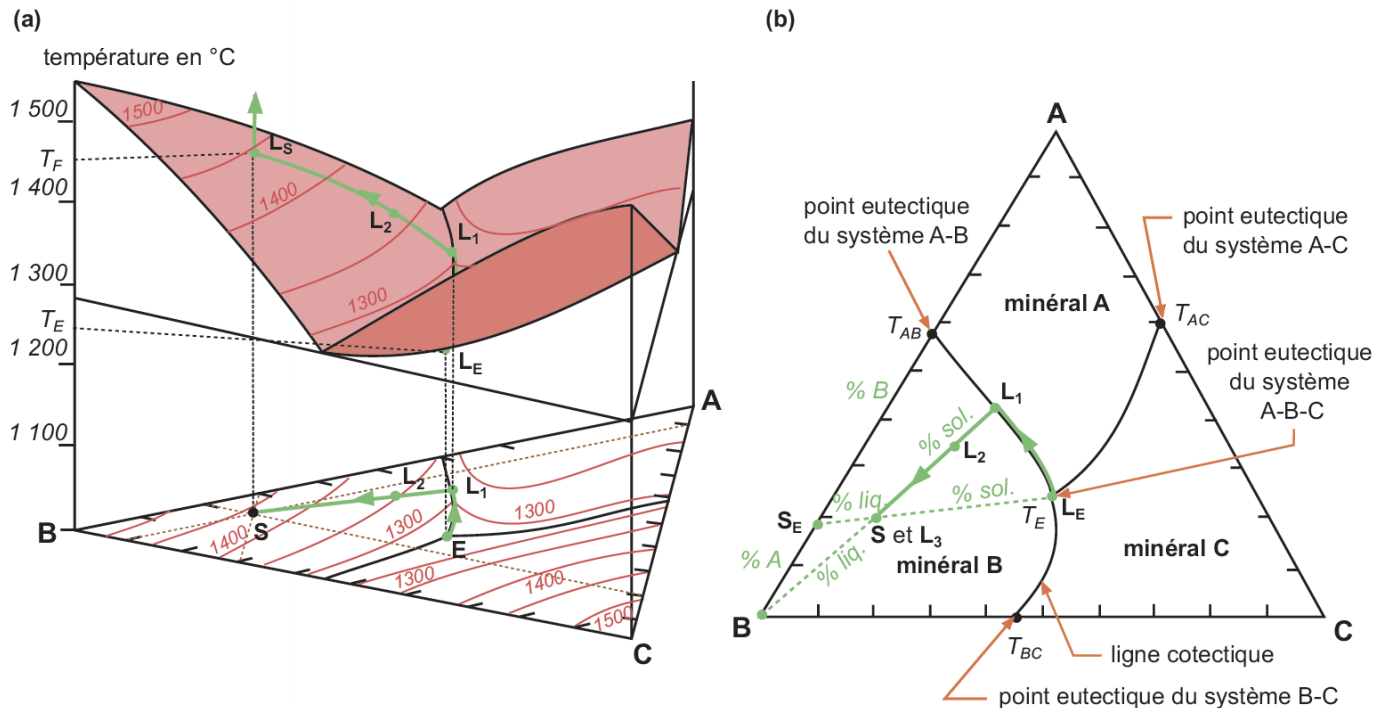 (a)
température en °C
1 500
T_F
1 400
1 300
T_E
1 200
1 100
1500
1400
1300
L_S
L_2
L_1
L_E
A
B
C
S
L_2
L_1
E
1400
1300
1300
1300
1400
1500
(b)
A
point eutectique
du système A-B
point eutectique
du système A-C
minéral A
T_AB
T_AC
point eutectique
du système
A-B-C
% B
L_1
% sol.
L_2
% liq.
% sol.
S_E
T_E
L_E
S et L_3
% A
% liq.
minéral B
minéral C
B
C
T_BC
ligne cotectique
point eutectique du système B-C